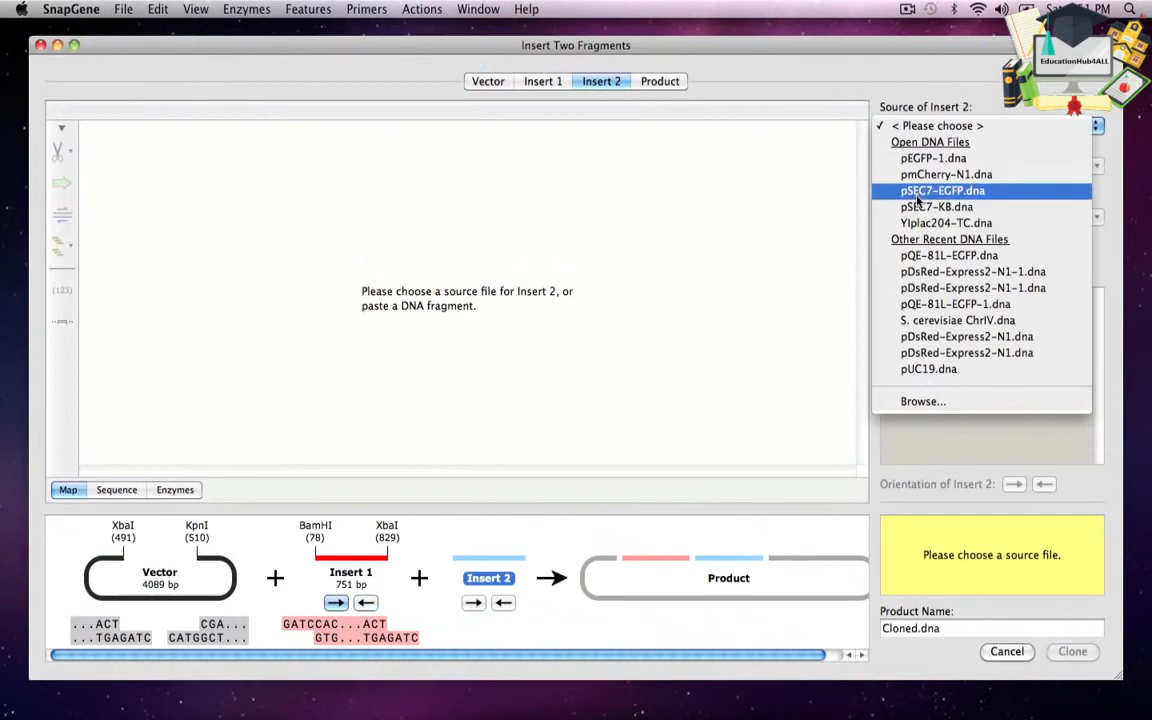 SnapGene File Edit View Enzymes Features Primers Actions Window Help
PM
EducationHub4ALL
Insert Two Fragments
Vector Insert 1 Insert 2 Product
Source of Insert 2:
✓ < Please choose >
Open DNA Files
pEGFP-1.dna
pmCherry-N1.dna
pSEC7-EGFP.dna
pSEC7-KB.dna
YIplac204-TC.dna
Other Recent DNA Files
pQE-81L-EGFP.dna
pDsRed-Express2-N1-1.dna
pDsRed-Express2-N1-1.dna
pQE-81L-EGFP-1.dna
S. cerevisiae ChrIV.dna
pDsRed-Express2-N1.dna
pDsRed-Express2-N1.dna
pUC19.dna
Browse...
(123)
Please choose a source file for Insert 2, or
paste a DNA fragment.
Map Sequence Enzymes
Orientation of Insert 2:
XbaI KpnI BamHI XbaI
(491) (510) (78) (829)
Vector
4089 bp
+
Insert 1
751 bp
+
Insert 2
Product
...ACT CGA... GATCCAC...ACT
...TGAGATC CATGGCT... GTG...TGAGATC
Please choose a source file.
Product Name:
Cloned.dna
Cancel Clone